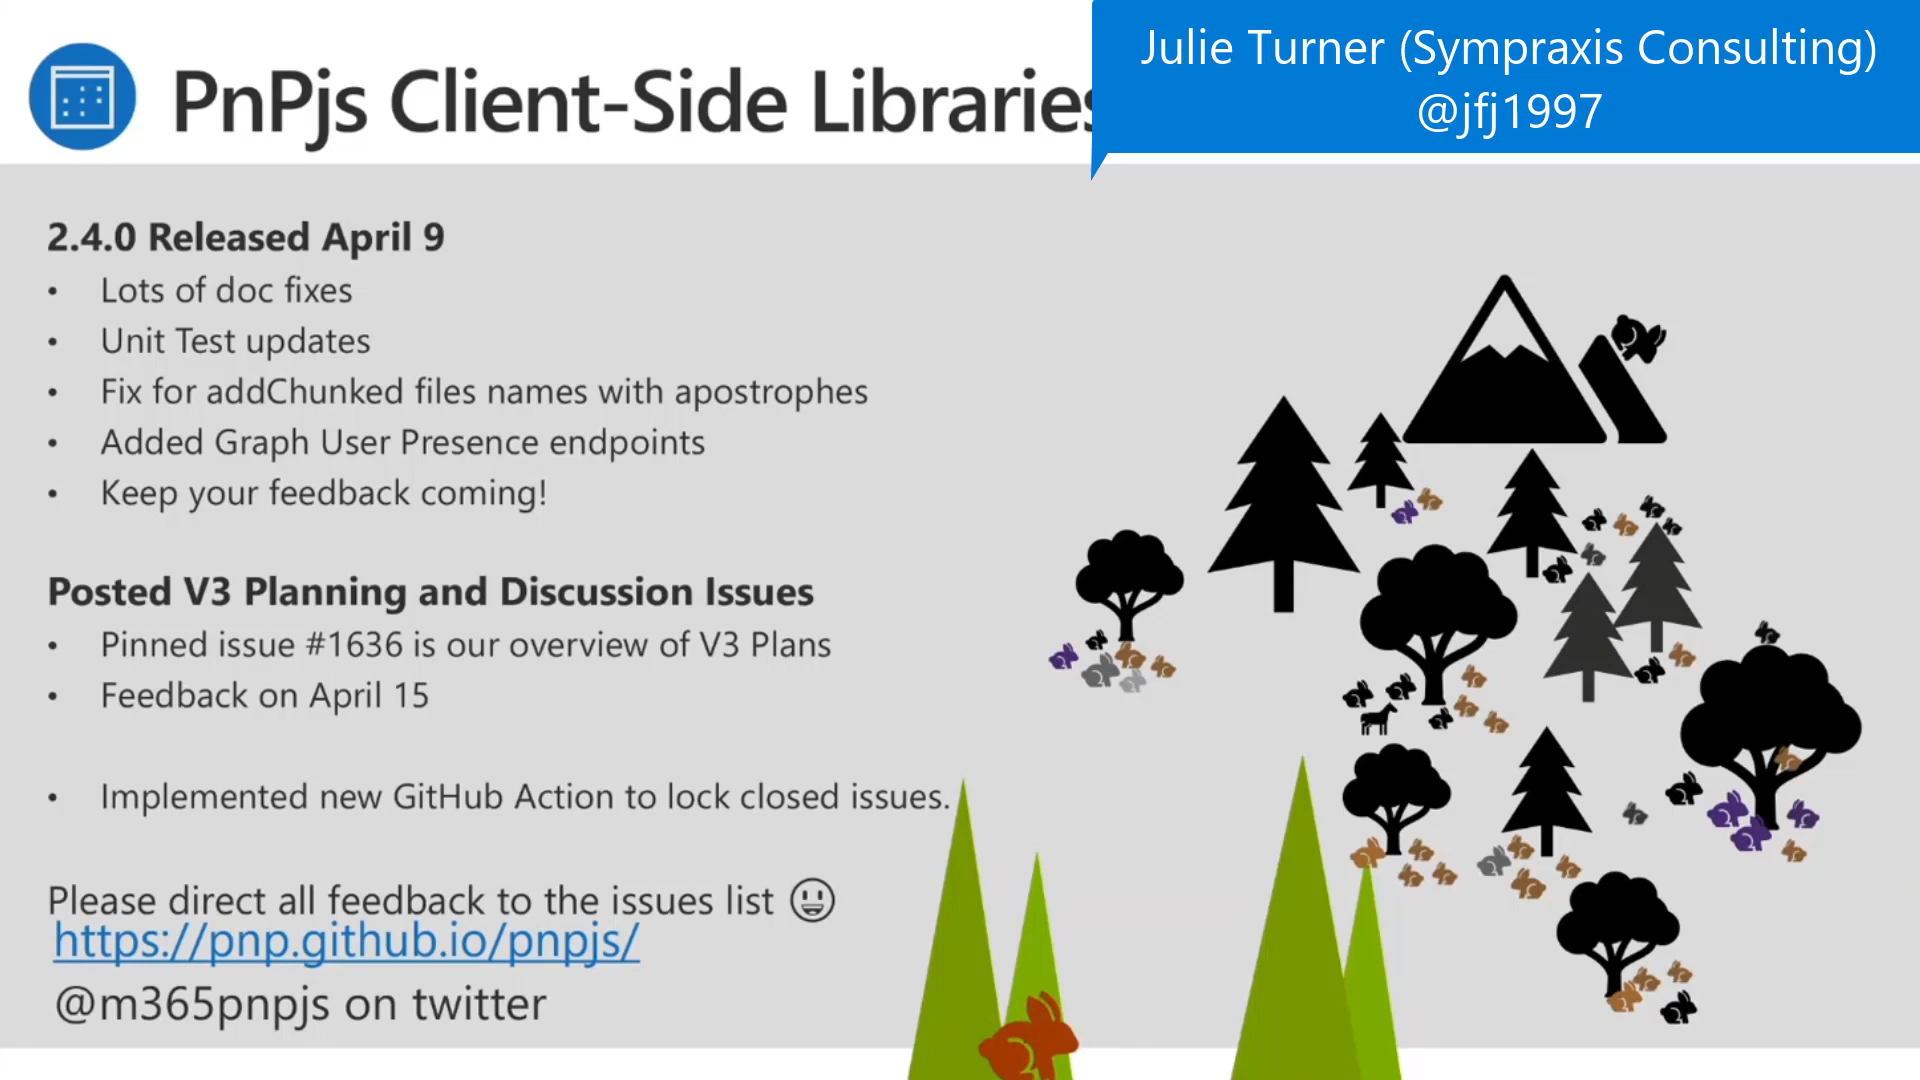 PnPjs Client-Side Libraries
Julie Turner (Sympraxis Consulting)
@jfj1997
2.4.0 Released April 9
• Lots of doc fixes
• Unit Test updates
• Fix for addChunked files names with apostrophes
• Added Graph User Presence endpoints
• Keep your feedback coming!
Posted V3 Planning and Discussion Issues
• Pinned issue #1636 is our overview of V3 Plans
• Feedback on April 15
• Implemented new GitHub Action to lock closed issues.
Please direct all feedback to the issues list 😃
https://pnp.github.io/pnpjs/
@m365pnpjs on twitter